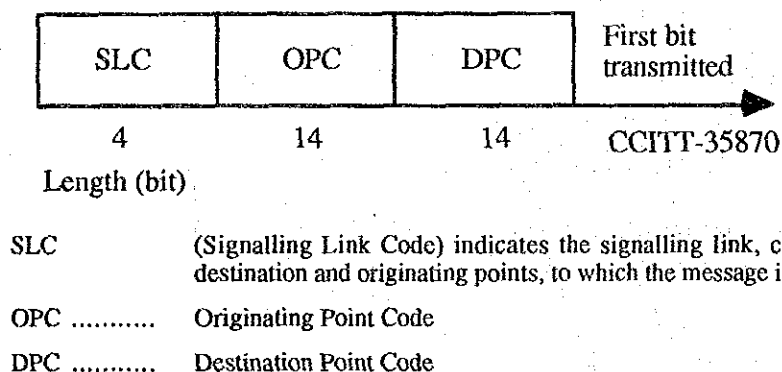 SLC OPC DPC First bit
transmitted
4 14 14 CCITT-35870
Length (bit)
SLC (Signalling Link Code) indicates the signalling link, c
destination and originating points, to which the message i
OPC ........... Originating Point Code
DPC ........... Destination Point Code